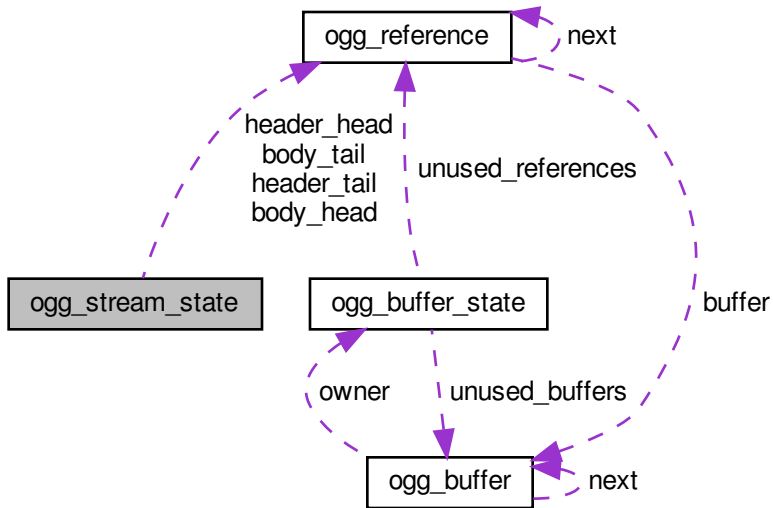 ogg_reference
next
header_head
body_tail
header_tail
body_head
unused_references
ogg_stream_state
ogg_buffer_state
buffer
owner
unused_buffers
ogg_buffer
next